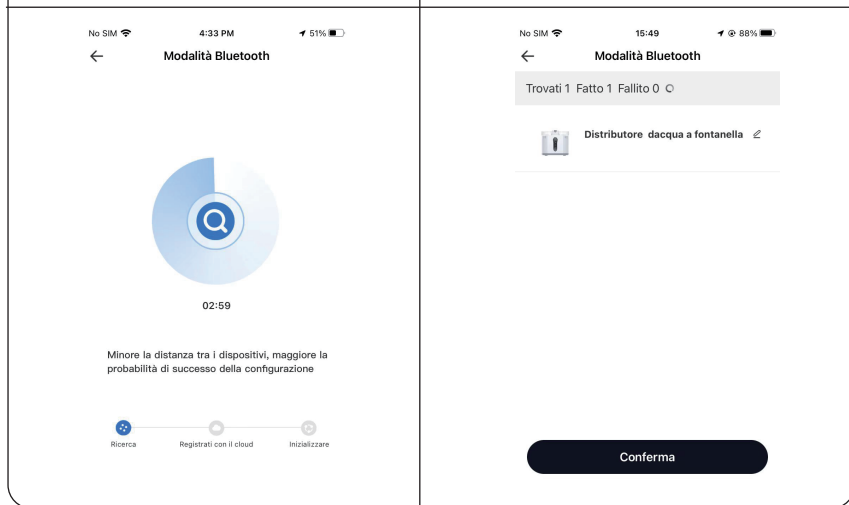 No SIM 4:33 PM 51%
Modalità Bluetooth
02:59
Minore la distanza tra i dispositivi, maggiore la
probabilità di successo della configurazione
Ricerca Registrati con il cloud Inizializzare
No SIM 15:49 88%
Modalità Bluetooth
Trovati 1 Fatto 1 Fallito 0
Distributore dacqua a fontanella
Conferma